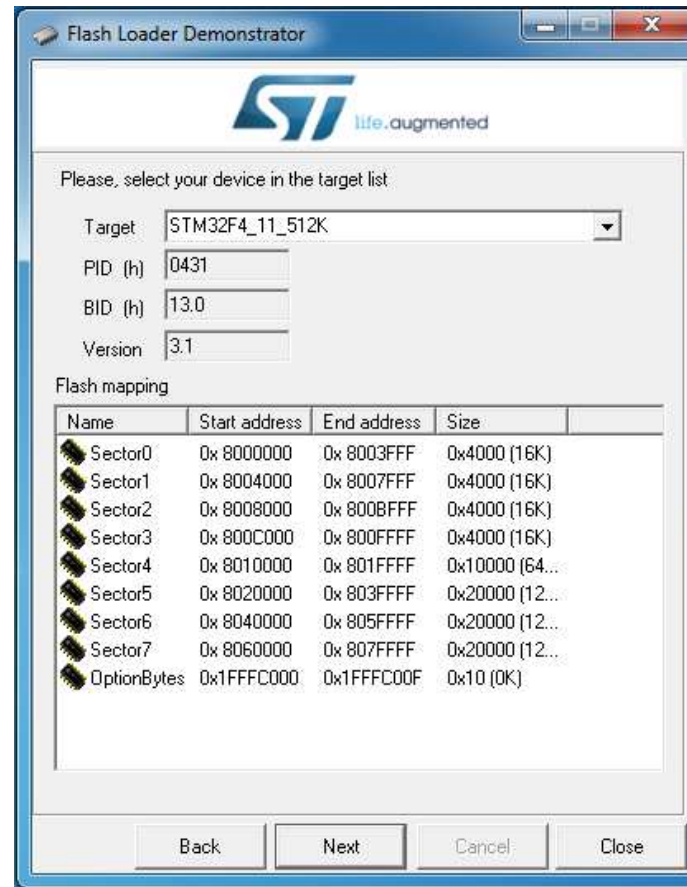 Flash Loader Demonstrator
ST life.augmented
Please, select your device in the target list
Target STM32F4_11_512K
PID (h) 0431
BID (h) 13.0
Version 3.1
Flash mapping
Name Start address End address Size
Sector0 0x 8000000 0x 8003FFF 0x4000 (16K)
Sector1 0x 8004000 0x 8007FFF 0x4000 (16K)
Sector2 0x 8008000 0x 800BFFF 0x4000 (16K)
Sector3 0x 800C000 0x 800FFFF 0x4000 (16K)
Sector4 0x 8010000 0x 801FFFF 0x10000 (64...
Sector5 0x 8020000 0x 803FFFF 0x20000 (12...
Sector6 0x 8040000 0x 805FFFF 0x20000 (12...
Sector7 0x 8060000 0x 807FFFF 0x20000 (12...
OptionBytes 0x1FFFC000 0x1FFFC00F 0x10 (0K)
Back Next Cancel Close